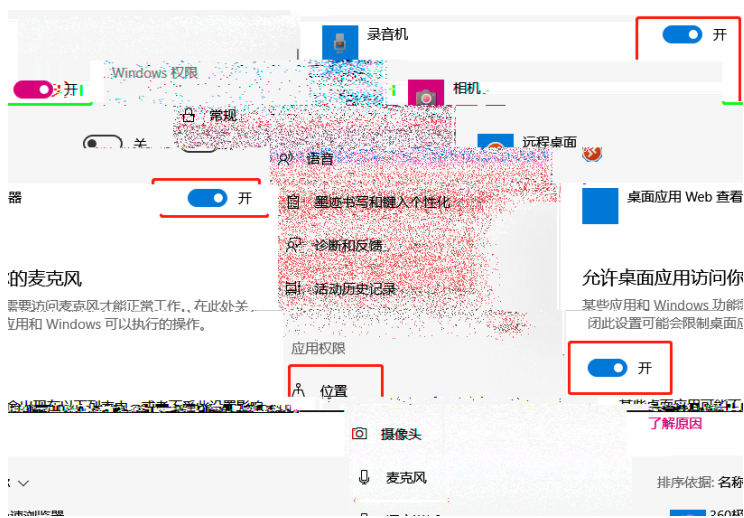 录音机
开
Windows 权限
开
相机
常规
关
远程桌面
语音
器
开
墨迹书写和键入个性化
桌面应用 Web 查看
诊断和反馈
的麦克风
允许桌面应用访问你
活动历史记录
需要访问麦克风才能正常工作。在此处关
某些应用和 Windows 功能
应用和 Windows 可以执行的操作。
闭此设置可能会限制桌面应
应用权限
开
位置
了解原因
摄像头
麦克风
排序依据: 名称